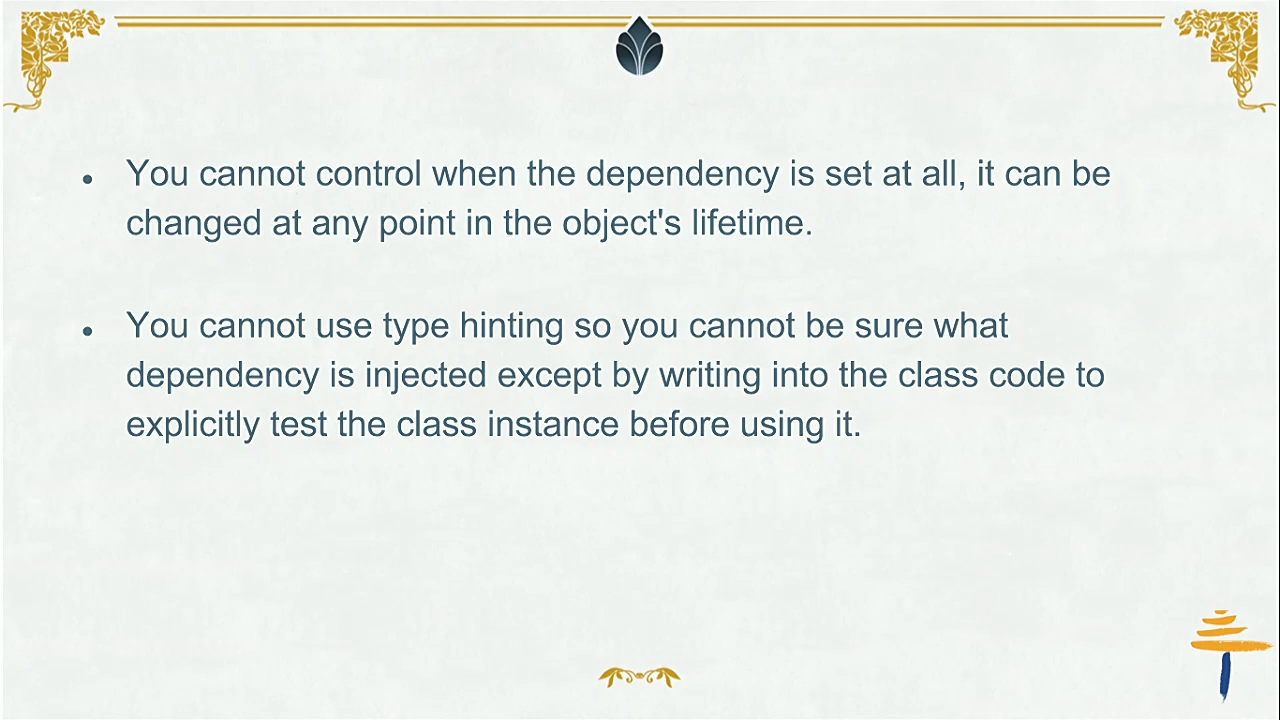 • You cannot control when the dependency is set at all, it can be
changed at any point in the object's lifetime.
• You cannot use type hinting so you cannot be sure what
dependency is injected except by writing into the class code to
explicitly test the class instance before using it.